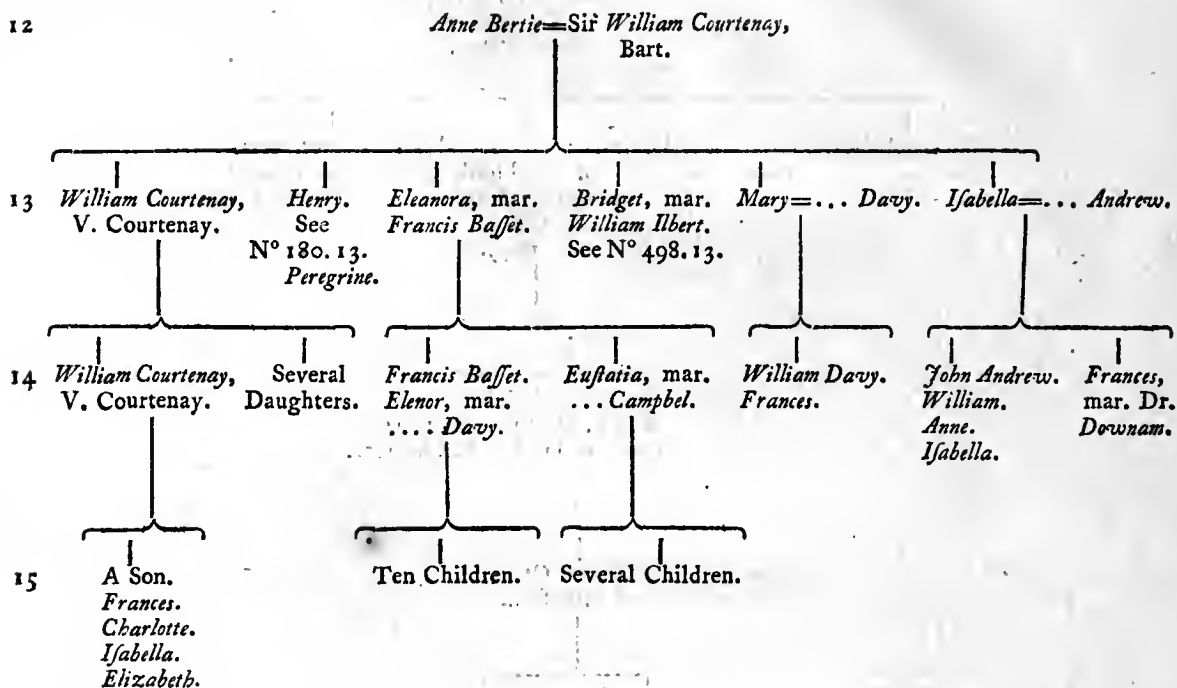 12 Anne Bertie=Sir William Courtenay,
Bart.
13 William Courtenay, Henry. Eleanora, mar. Bridget, mar. Mary=... Davy. Iſabella=... Andrew.
V. Courtenay. See Francis Baſſet. William Ilbert.
N° 180. 13. See N° 498. 13.
Peregrine.
14 William Courtenay, Several Francis Baſſet. Euſtatia, mar. William Davy. John Andrew. Frances,
V. Courtenay. Daughters. Elenor, mar. ... Campbel. Frances. William. mar. Dr.
.... Davy. Anne. Downam.
Iſabella.
15 A Son. Ten Children. Several Children.
Frances.
Charlotte.
Iſabella.
Elizabeth.